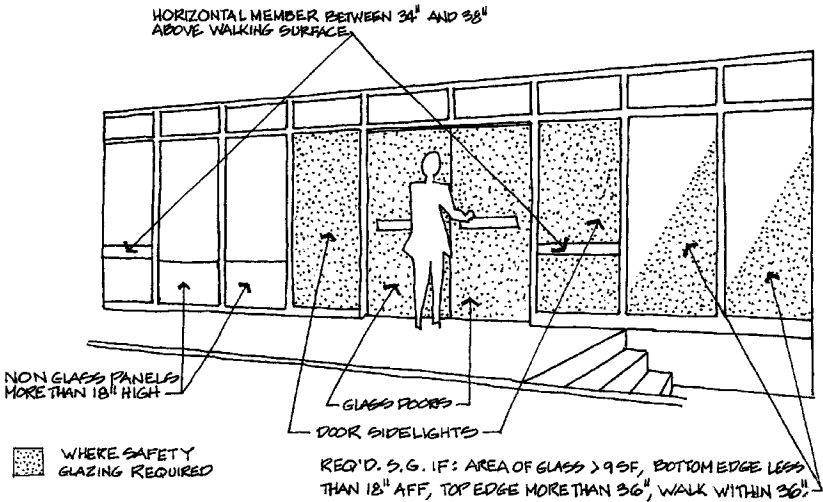 HORIZONTAL MEMBER BETWEEN 34" AND 38"
ABOVE WALKING SURFACE
NON GLASS PANELS
MORE THAN 18" HIGH
GLASS DOORS
DOOR SIDELIGHTS
WHERE SAFETY
GLAZING REQUIRED
REQ'D. S.G. IF: AREA OF GLASS > 9SF, BOTTOM EDGE LESS
THAN 18" AFF, TOP EDGE MORE THAN 36", WALK WITHIN 36".